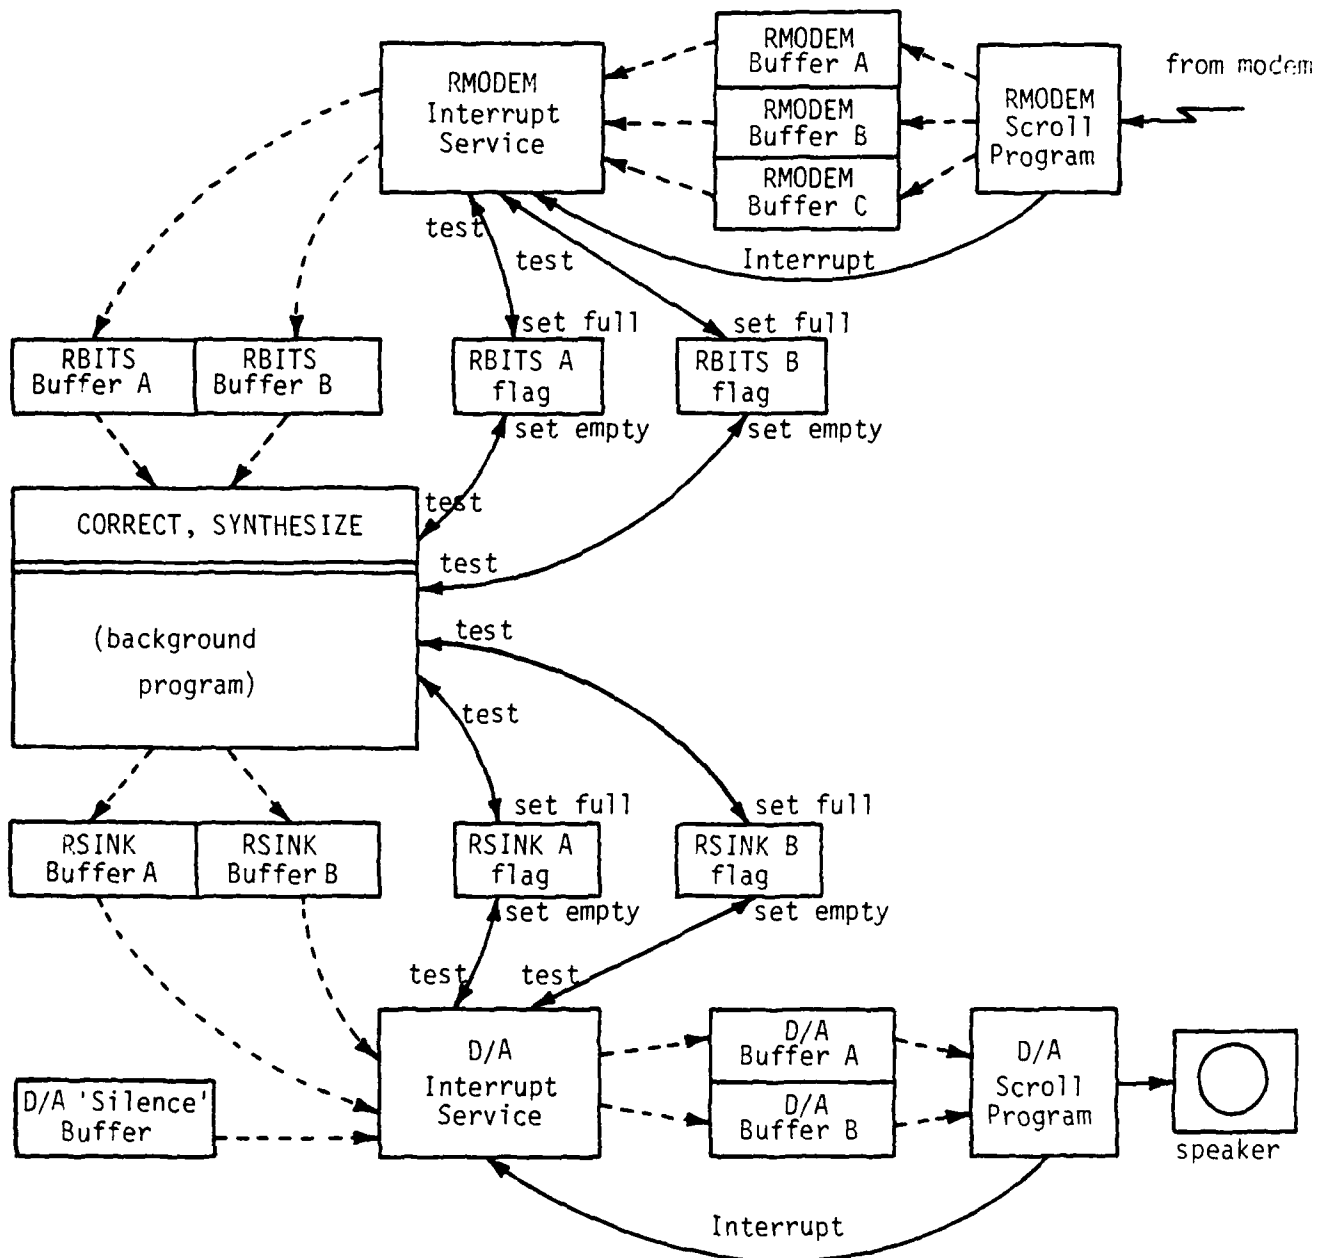 RMODEM
Buffer A
from modem
RMODEM
Interrupt
Service
RMODEM
Buffer B
RMODEM
Scroll
Program
RMODEM
Buffer C
test
test
Interrupt
set full
set full
RBITS
Buffer A
RBITS
Buffer B
RBITS A
flag
RBITS B
flag
set empty
set empty
CORRECT, SYNTHESIZE
test
test
(background
program)
test
test
set full
set full
RSINK
Buffer A
RSINK
Buffer B
RSINK A
flag
RSINK B
flag
set empty
set empty
test
test
D/A
Interrupt
Service
D/A
Buffer A
D/A
Buffer B
D/A
Scroll
Program
D/A 'Silence'
Buffer
speaker
Interrupt